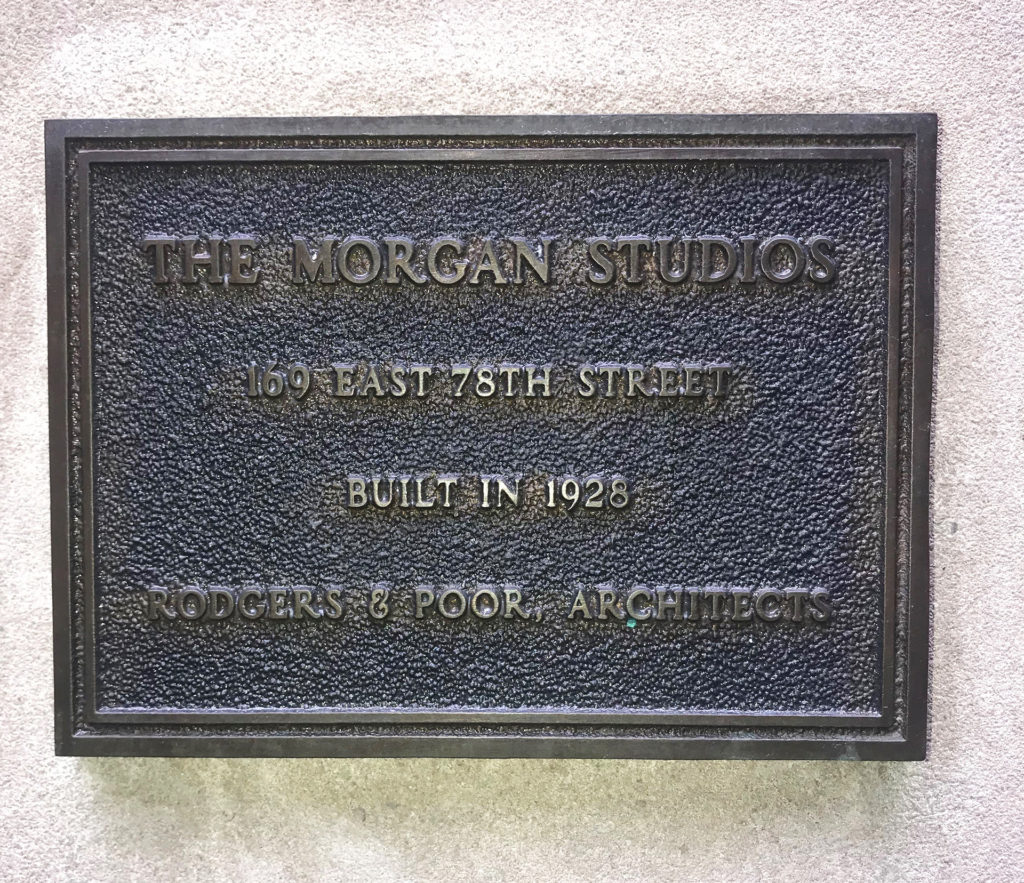 THE MORGAN STUDIOS
169 EAST 78TH STREET
BUILT IN 1928
RODGERS & POOR, ARCHITECTS